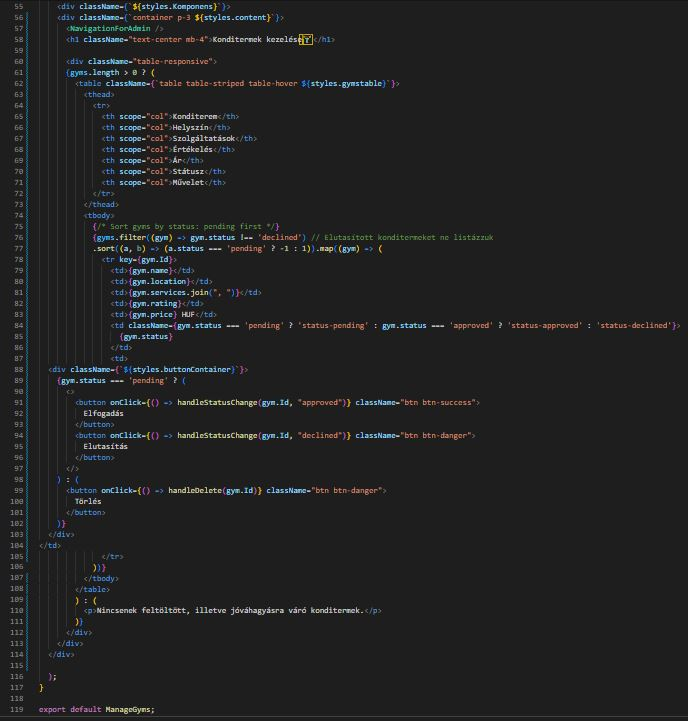 55 <div className={`${styles.Komponens}`}>
56 <div className={`container p-3 ${styles.content}`}>
57 <NavigationForAdmin />
58 <h1 className="text-center mb-4">Konditermek kezelése</h1>
59
60 <div className="table-responsive">
61 {gyms.length > 0 ? (
62 <table className={`table table-striped table-hover ${styles.gymstable}`}>
63 <thead>
64 <tr>
65 <th scope="col">Konditerem</th>
66 <th scope="col">Helyszín</th>
67 <th scope="col">Szolgáltatások</th>
68 <th scope="col">Értékelés</th>
69 <th scope="col">Ár</th>
70 <th scope="col">Státusz</th>
71 <th scope="col">Művelet</th>
72 </tr>
73 </thead>
74 <tbody>
75 {/* Sort gyms by status: pending first */}
76 {gyms.filter((gym) => gym.status !== 'declined') // Elutasított konditermeket ne listázzuk
77 .sort((a, b) => (a.status === 'pending' ? -1 : 1)).map((gym) => (
78 <tr key={gym.Id}>
79 <td>{gym.name}</td>
80 <td>{gym.location}</td>
81 <td>{gym.services.join(", ")}</td>
82 <td>{gym.rating}</td>
83 <td>{gym.price} HUF</td>
84 <td className={gym.status === 'pending' ? 'status-pending' : gym.status === 'approved' ? 'status-approved' : 'status-declined'}>
85 {gym.status}
86 </td>
87 <td>
88 <div className={`${styles.buttonContainer}`}>
89 {gym.status === 'pending' ? (
90 <>
91 <button onClick={() => handleStatusChange(gym.Id, "approved")} className="btn btn-success">
92 Elfogadás
93 </button>
94 <button onClick={() => handleStatusChange(gym.Id, "declined")} className="btn btn-danger">
95 Elutasítás
96 </button>
97 </>
98 ) : (
99 <button onClick={() => handleDelete(gym.Id)} className="btn btn-danger">
100 Törlés
101 </button>
102 )}
103 </div>
104 </td>
105 </tr>
106 ))}
107 </tbody>
108 </table>
109 ) : (
110 <p>Nincsenek feltöltött, illetve jóváhagyásra váró konditermek.</p>
111 )}
112 </div>
113 </div>
114 </div>
115
116 );
117 }
118
119 export default ManageGyms;